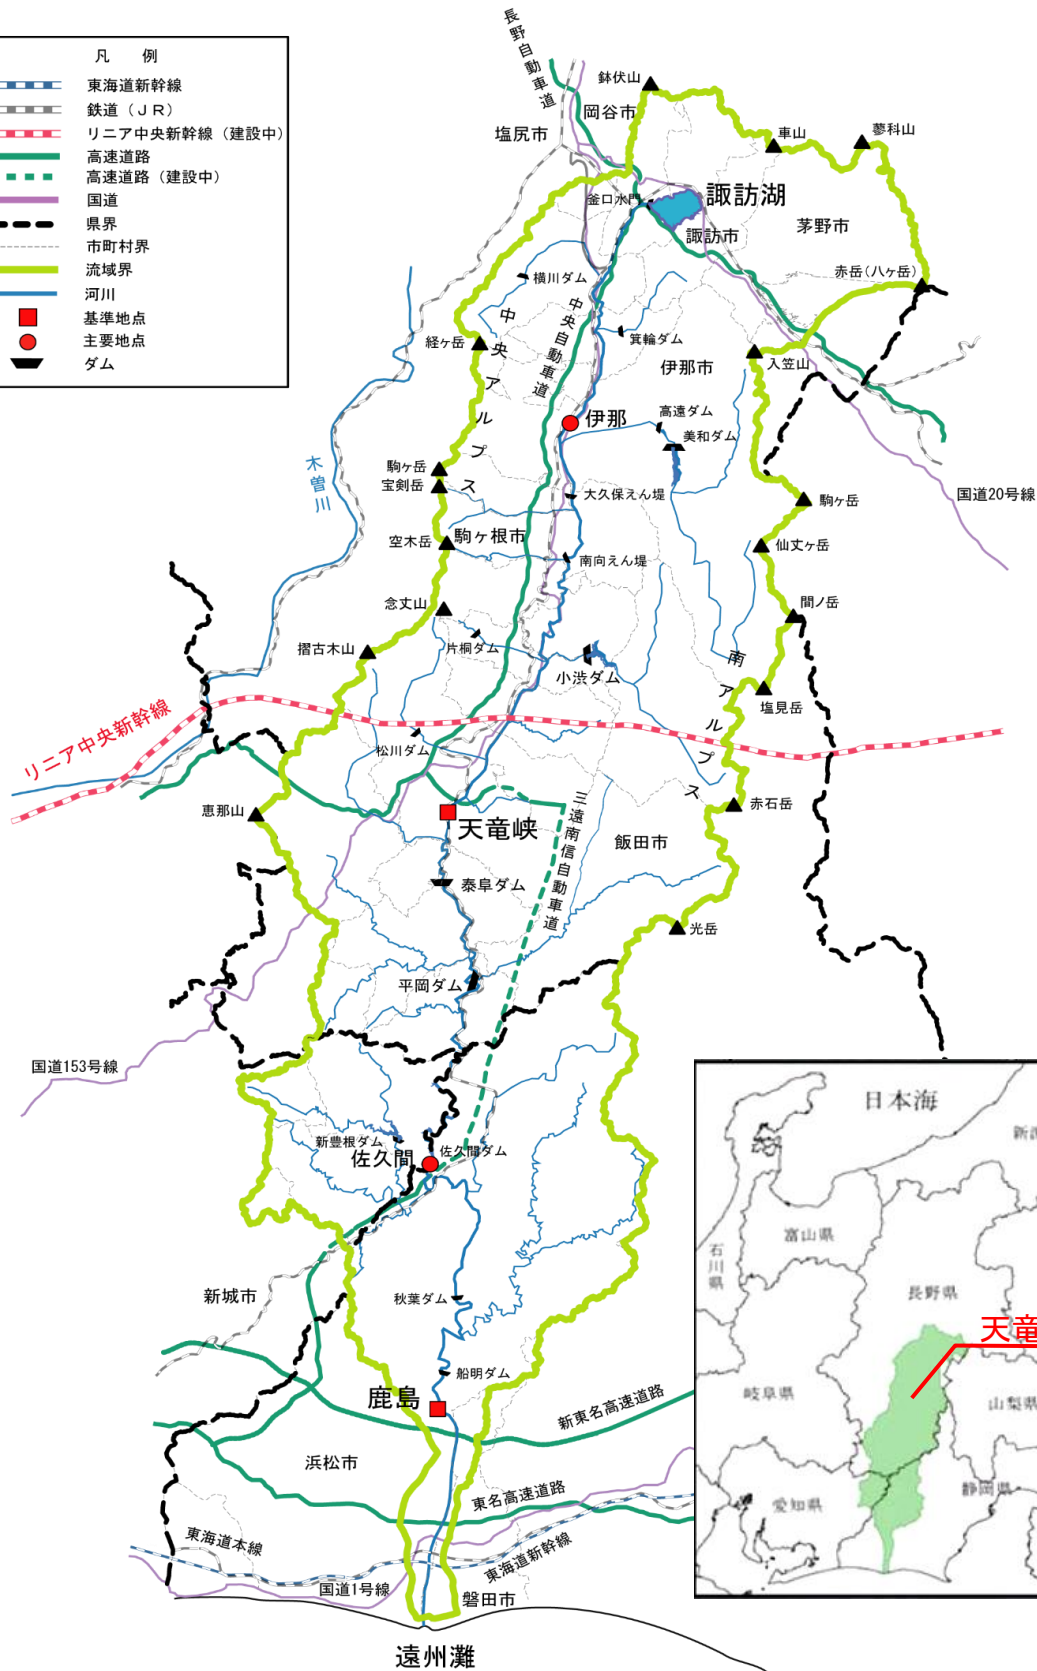 凡　例
東海道新幹線
鉄道（ＪＲ）
リニア中央新幹線（建設中）
高速道路
高速道路（建設中）
国道
県界
市町村界
流域界
河川
基準地点
主要地点
ダム
長野自動車道
鉢伏山
岡谷市
塩尻市
車山
蓼科山
釜口水門
諏訪湖
諏訪市
茅野市
赤岳(八ヶ岳)
横川ダム
中央自動車道
箕輪ダム
中央アルプス
経ヶ岳
伊那市
入笠山
伊那
高遠ダム
美和ダム
木曽川
駒ヶ岳
宝剣岳
大久保えん堤
国道20号線
駒ヶ岳
空木岳
駒ヶ根市
南向えん堤
仙丈ヶ岳
念丈山
間ノ岳
摺古木山
片桐ダム
小渋ダム
南アルプス
塩見岳
リニア中央新幹線
松川ダム
恵那山
天竜峡
三遠南信自動車道
赤石岳
飯田市
泰阜ダム
光岳
平岡ダム
国道153号線
新豊根ダム
佐久間
佐久間ダム
新城市
秋葉ダム
船明ダム
鹿島
新東名高速道路
浜松市
東名高速道路
東海道本線
東海道新幹線
国道1号線
磐田市
遠州灘
日本海
富山県
石川県
長野県
天竜
岐阜県
山梨県
愛知県
静岡県